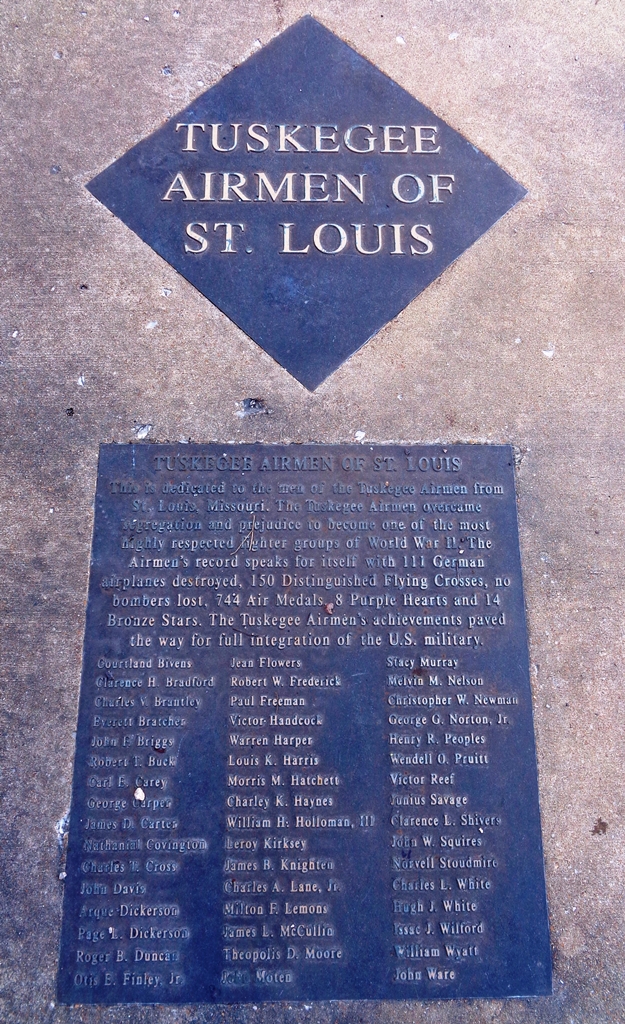 TUSKEGEE
AIRMEN OF
ST. LOUIS
TUSKEGEE AIRMEN OF ST. LOUIS
This is dedicated to the men of the Tuskegee Airmen from
St. Louis, Missouri. The Tuskegee Airmen overcame
segregation and prejudice to become one of the most
highly respected fighter groups of World War II. The
Airmen's record speaks for itself with 111 German
airplanes destroyed, 150 Distinguished Flying Crosses, no
bombers lost, 744 Air Medals, 8 Purple Hearts and 14
Bronze Stars. The Tuskegee Airmen's achievements paved
the way for full integration of the U.S. military.
Courtland Bivens
Clarence H. Bradford
Charles V. Brantley
Everett Bratcher
John F. Briggs
Robert T. Buck
Carl E. Carey
George Carper
James D. Carter
Nathanial Covington
Charles T. Cross
John Davis
Arque Dickerson
Page L. Dickerson
Roger B. Duncan
Otis E. Finley, Jr.
Jean Flowers
Robert W. Frederick
Paul Freeman
Victor Handcock
Warren Harper
Louis K. Harris
Morris M. Hatchett
Charley K. Haynes
William H. Holloman, III
Leroy Kirksey
James B. Knighten
Charles A. Lane, Jr.
Milton F. Lemons
James L. McCullin
Theopolis D. Moore
Moten
Stacy Murray
Melvin M. Nelson
Christopher W. Newman
George G. Norton, Jr.
Henry R. Peoples
Wendell O. Pruitt
Victor Reef
Junius Savage
Clarence L. Shivers
John W. Squires
Norvell Stoudmire
Charles L. White
Hugh J. White
Issac J. Wilford
William Wyatt
John Ware